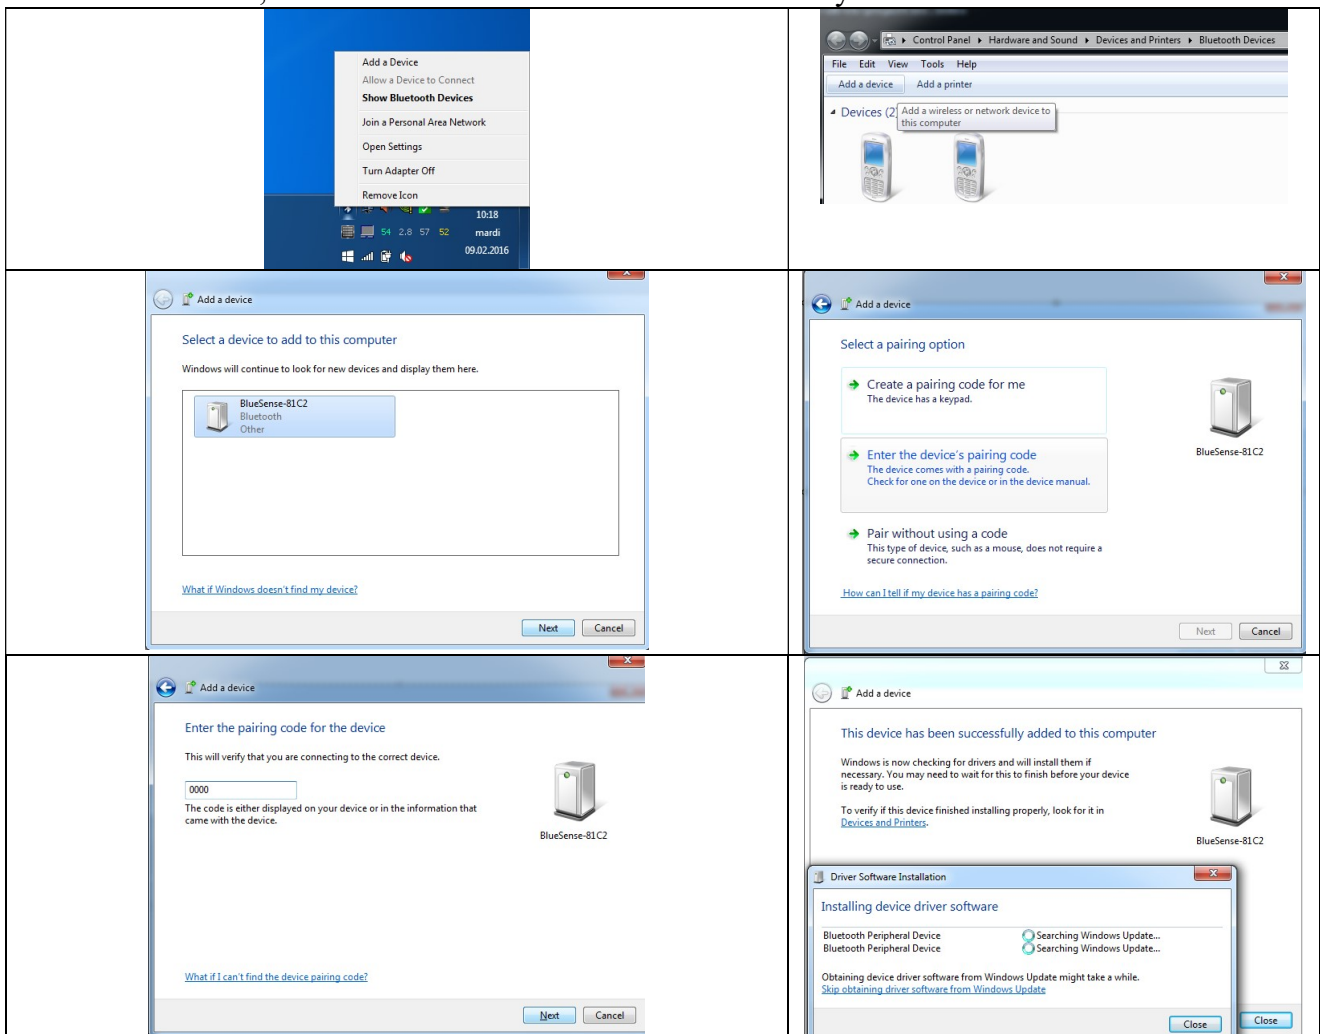 Add a Device
Allow a Device to Connect
Show Bluetooth Devices
Join a Personal Area Network
Open Settings
Turn Adapter Off
Remove Icon
10:18
54 2.8 57 52 mardi
09.02.2016
Control Panel Hardware and Sound Devices and Printers Bluetooth Devices
File Edit View Tools Help
Add a device Add a printer
Devices (2
Add a wireless or network device to
this computer
Add a device
Select a device to add to this computer
Windows will continue to look for new devices and display them here.
BlueSense-81C2
Bluetooth
Other
What if Windows doesn't find my device?
Next Cancel
Add a device
Select a pairing option
Create a pairing code for me
The device has a keypad.
Enter the device's pairing code
The device comes with a pairing code.
Check for one on the device or in the device manual.
BlueSense-81C2
Pair without using a code
This type of device, such as a mouse, does not require a
secure connection.
How can I tell if my device has a pairing code?
Next Cancel
Add a device
Enter the pairing code for the device
This will verify that you are connecting to the correct device.
0000
The code is either displayed on your device or in the information that
came with the device.
BlueSense-81C2
What if I can't find the device pairing code?
Next Cancel
Add a device
This device has been successfully added to this computer
Windows is now checking for drivers and will install them if
necessary. You may need to wait for this to finish before your device
is ready to use.
To verify if this device finished installing properly, look for it in
Devices and Printers.
BlueSense-81C2
Driver Software Installation
Installing device driver software
Bluetooth Peripheral Device Searching Windows Update...
Bluetooth Peripheral Device Searching Windows Update...
Obtaining device driver software from Windows Update might take a while.
Skip obtaining driver software from Windows Update
Close
Close